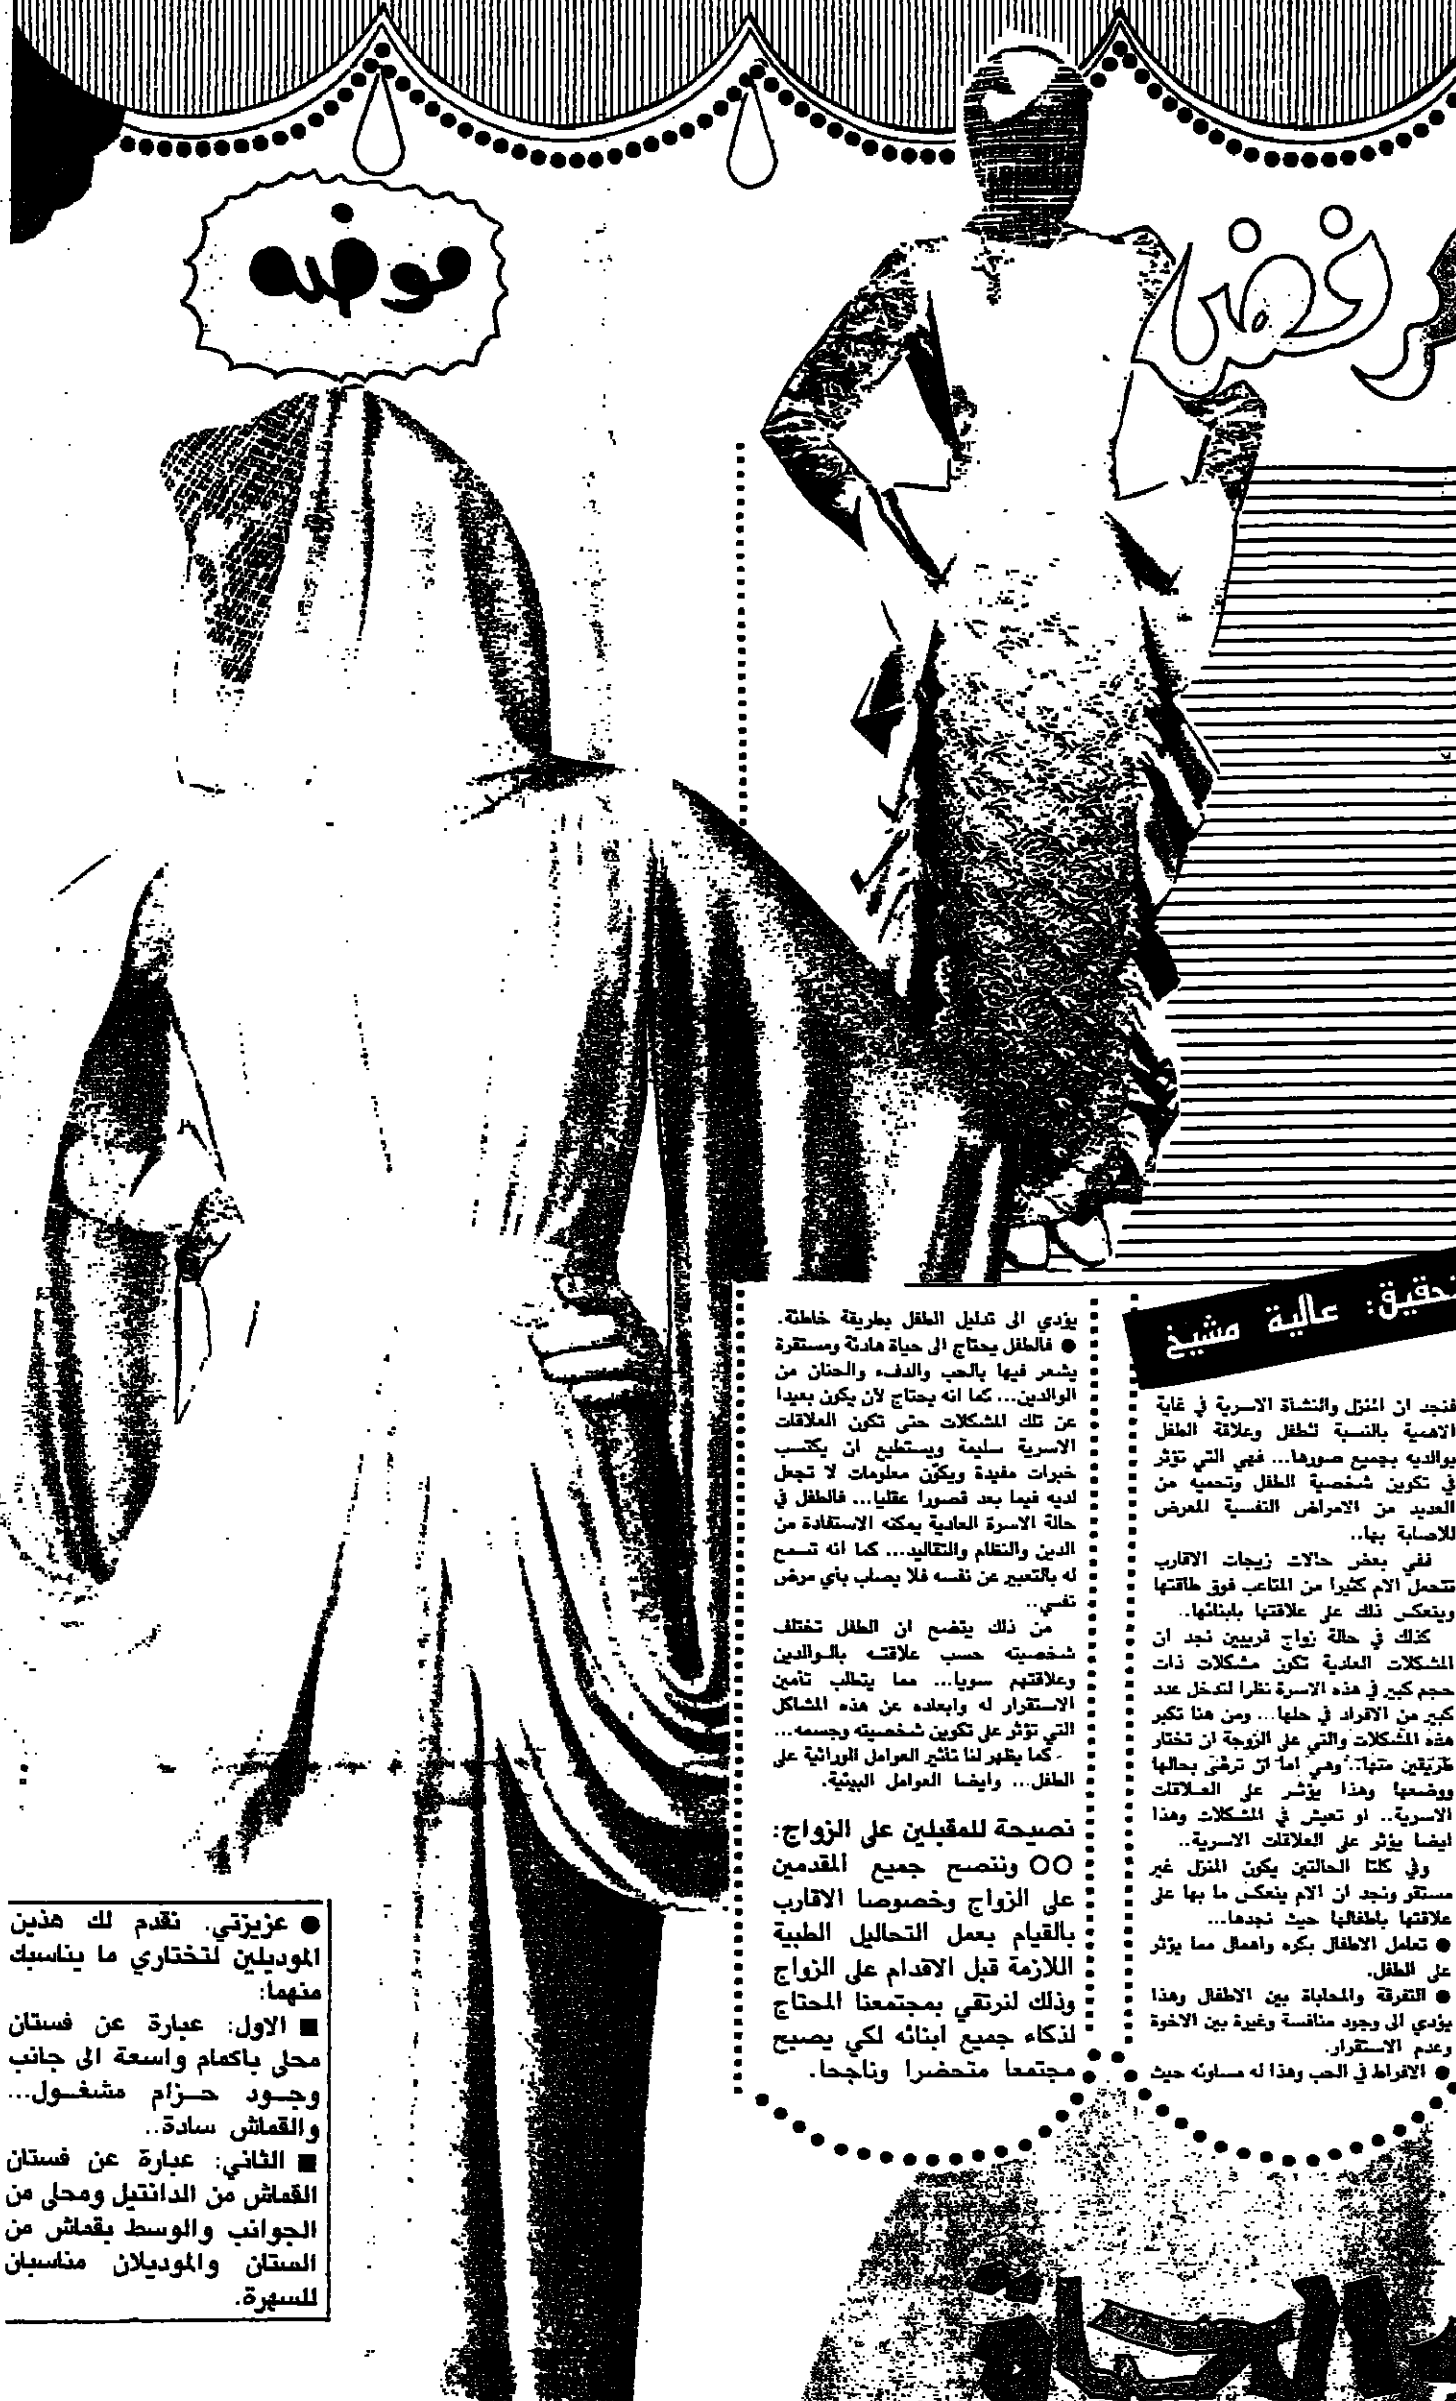 موضه
تحقيق: عالية مشيخ
فنجد ان المنزل والنشاة الاسرية في غاية
الاهمية بالنسبة للطفل وعلاقة الطفل
بوالديه بجميع صورها... فهي التي تؤثر
في تكوين شخصية الطفل وتحميه من
العديد من الامراض النفسية المعرض
للاصابة بها..
ففي بعض حالات زيجات الاقارب
تتحمل الام كثيرا من المتاعب فوق طاقتها
وينعكس ذلك على علاقتها بابنائها..
كذلك في حالة زواج قريبين نجد ان
المشكلات العادية تكون مشكلات ذات
حجم كبير في هذه الاسرة نظرا لتدخل عدد
كبير من الافراد في حلها... ومن هنا تكبر
هذه المشكلات والتي على الزوجة ان تختار
طريقين منها.. وهي اما ان ترضى بحالها
ووضعها وهذا يؤثر على العلاقات
الاسرية.. او تعيش في المشكلات وهذا
ايضا يؤثر على العلاقات الاسرية..
وفي كلتا الحالتين يكون المنزل غير
مستقر ونجد ان الام ينعكس ما بها على
علاقتها باطفالها حيث نجدها...
● تعامل الاطفال بكره واهمال مما يؤثر
على الطفل.
● التفرقة والمحاباة بين الاطفال وهذا
يؤدي الى وجود منافسة وغيرة بين الاخوة
وعدم الاستقرار.
● الافراط في الحب وهذا له مساوئه حيث
يؤدي الى تدليل الطفل بطريقة خاطئة.
● فالطفل يحتاج الى حياة هادئة ومستقرة
يشعر فيها بالحب والدفء والحنان من
الوالدين... كما انه يحتاج لان يكون بعيدا
عن تلك المشكلات حتى تكون العلاقات
الاسرية سليمة ويستطيع ان يكتسب
خبرات مفيدة ويكوّن معلومات لا تجعل
لديه فيما بعد قصورا عقليا... فالطفل في
حالة الاسرة العادية يمكنه الاستفادة من
الدين والنظام والتقاليد... كما انه تسمح
له بالتعبير عن نفسه فلا يصاب بأي مرض
نفسي..
من ذلك يتضح ان الطفل تختلف
شخصيته حسب علاقته بالوالدين
وعلاقتهم سويا... مما يتطلب تأمين
الاستقرار له وابعاده عن هذه المشاكل
التي تؤثر على تكوين شخصيته وجسمه...
كما يظهر لنا تأثير العوامل الوراثية على
الطفل... وايضا العوامل البيئية.
نصيحة للمقبلين على الزواج:
○○ وننصح جميع المقدمين
على الزواج وخصوصا الاقارب
بالقيام بعمل التحاليل الطبية
اللازمة قبل الاقدام على الزواج
وذلك لنرتقي بمجتمعنا المحتاج
لذكاء جميع ابنائه لكي يصبح
مجتمعا متحضرا وناجحا.
● عزيزتي. نقدم لك هذين
الموديلين لتختاري ما يناسبك
منهما:
■ الاول: عبارة عن فستان
محلى باكمام واسعة الى جانب
وجود حزام مشغول...
والقماش سادة..
■ الثاني: عبارة عن فستان
القماش من الدانتيل ومحلى من
الجوانب والوسط بقماش من
الستان والموديلان مناسبان
للسهرة.